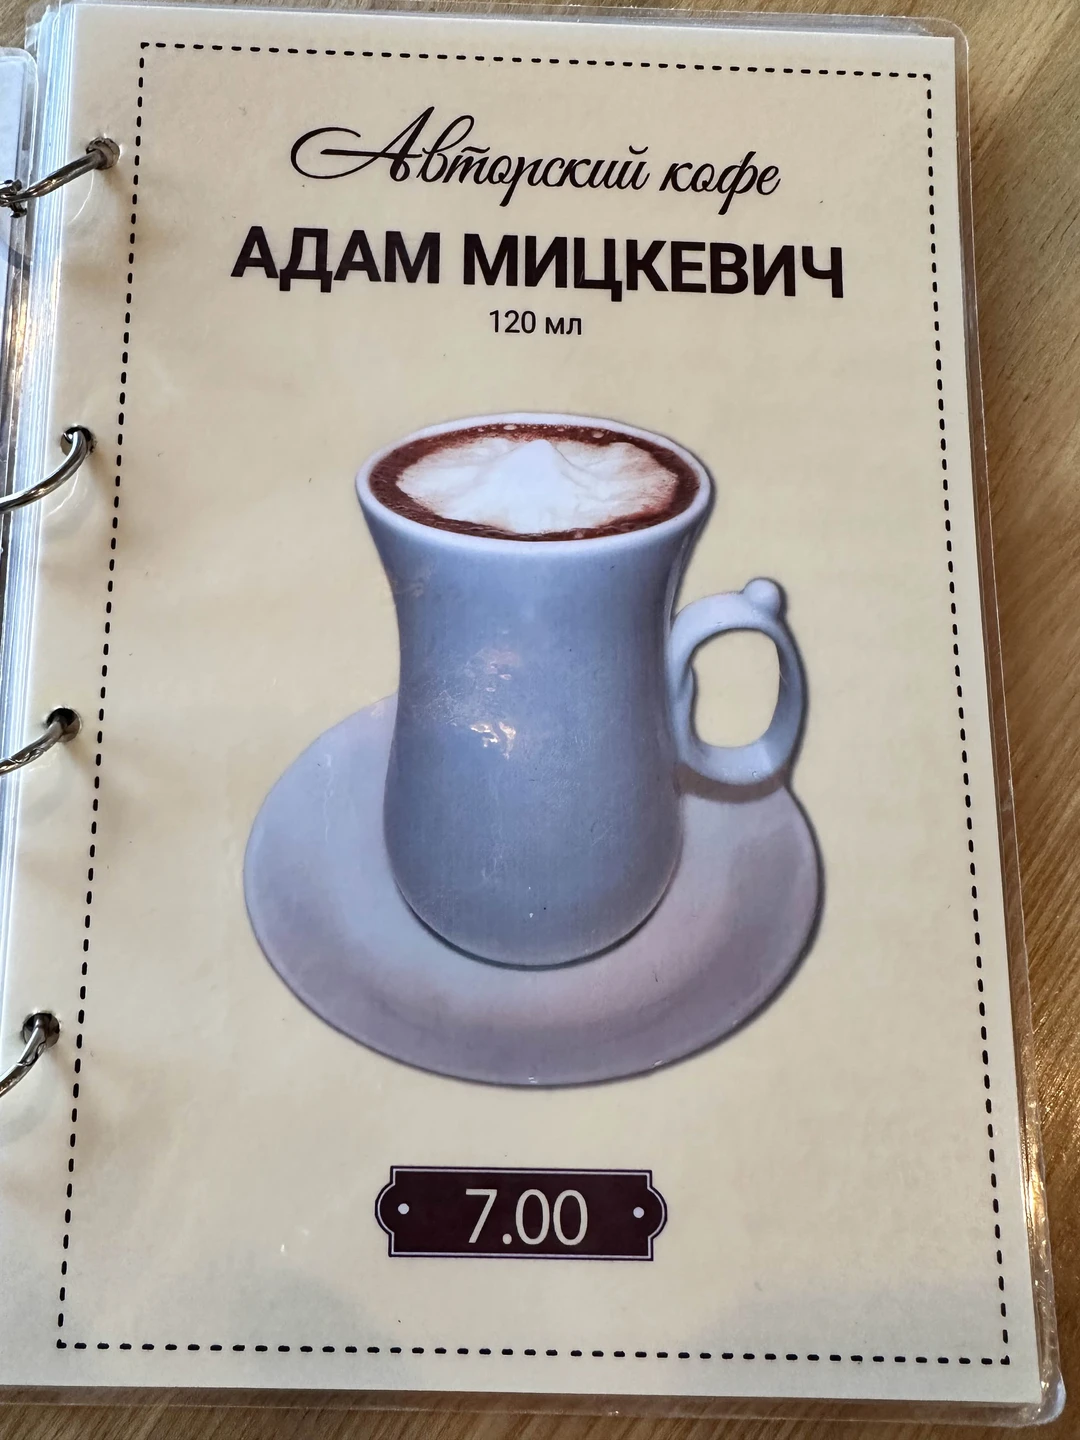 Авторский кофе
АДАМ МИЦКЕВИЧ
120 мл
7.00